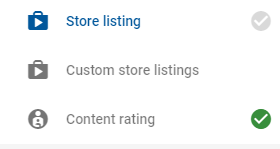 Store listing
Custom store listings
Content rating